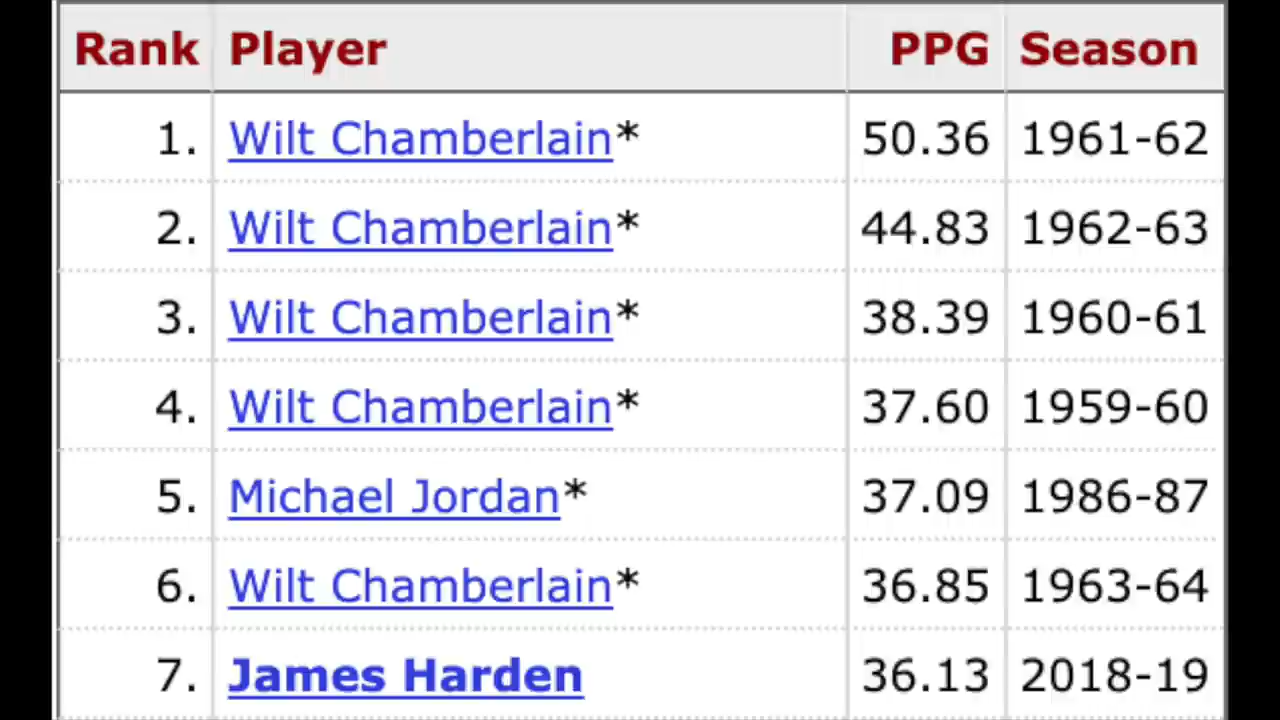 Rank Player PPG Season
1. Wilt Chamberlain* 50.36 1961-62
2. Wilt Chamberlain* 44.83 1962-63
3. Wilt Chamberlain* 38.39 1960-61
4. Wilt Chamberlain* 37.60 1959-60
5. Michael Jordan* 37.09 1986-87
6. Wilt Chamberlain* 36.85 1963-64
7. James Harden 36.13 2018-19